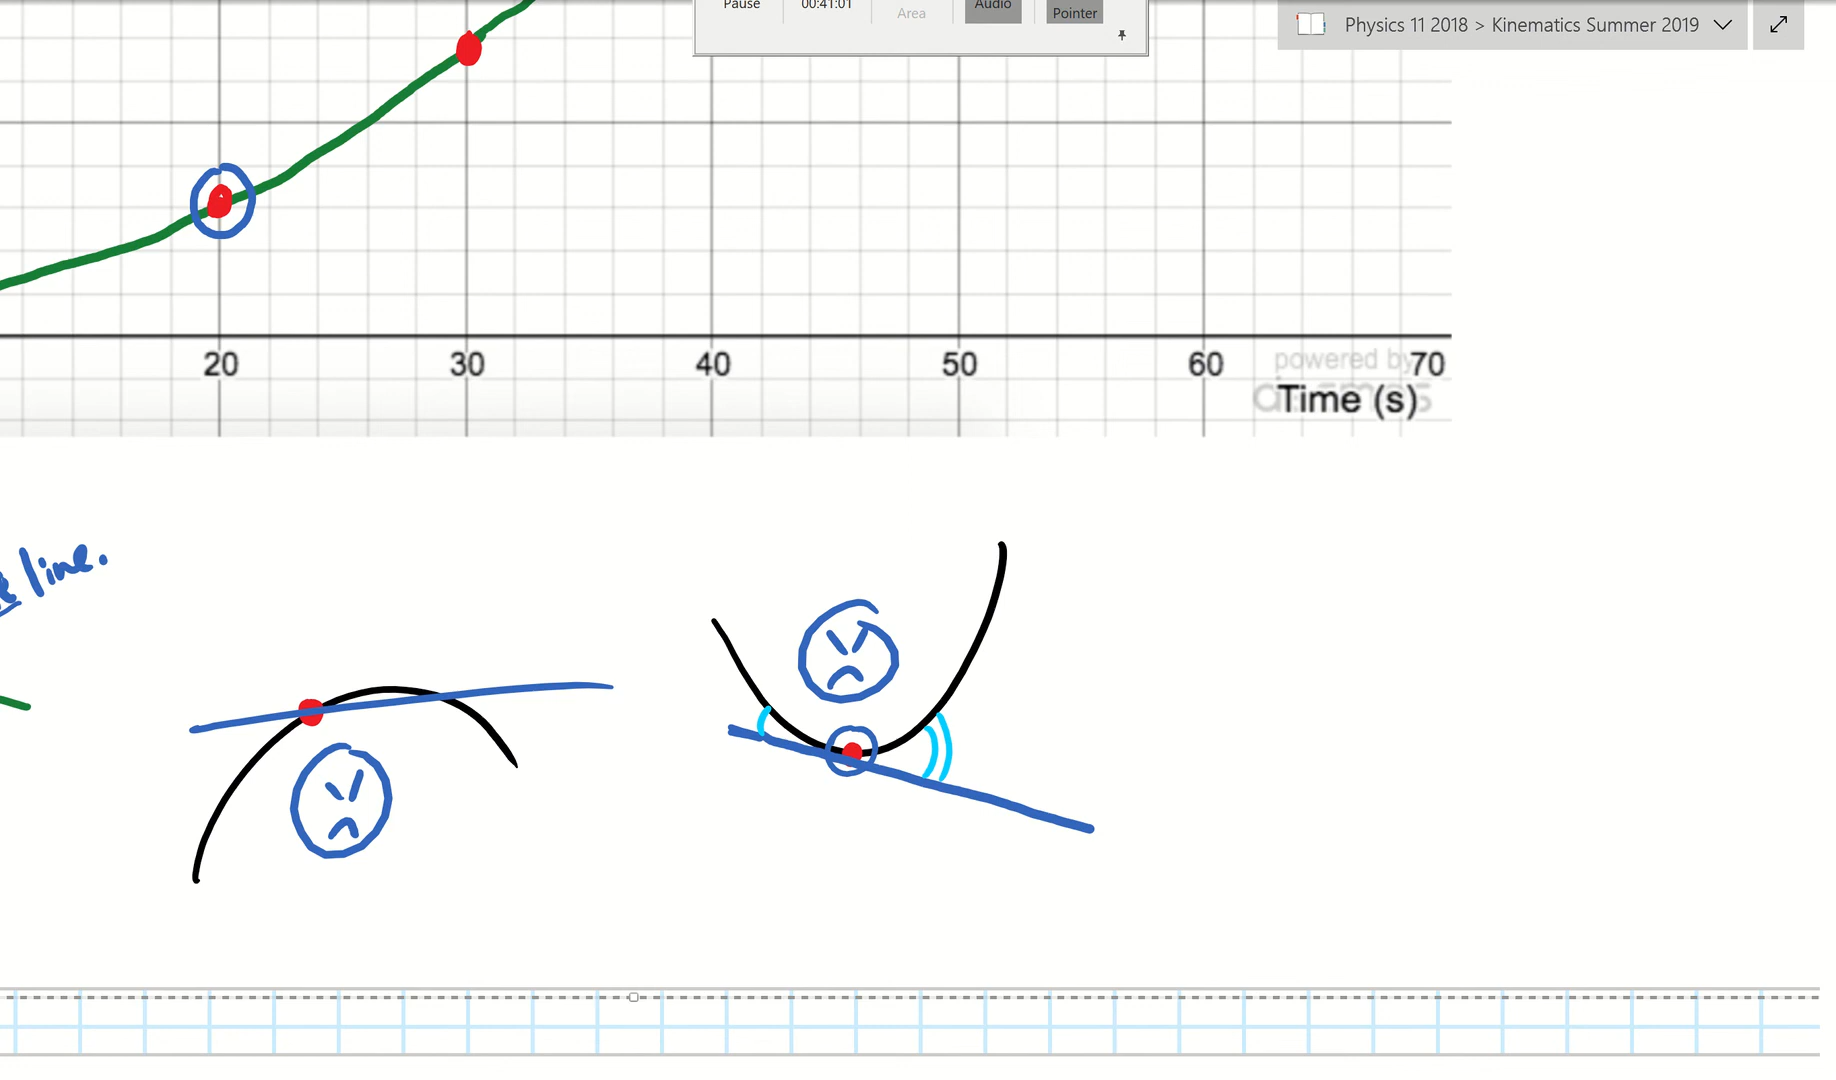 Pause 00:41:01 Area Audio Pointer
Physics 11 2018 > Kinematics Summer 2019
20 30 40 50 60 70
powered by
Time (s)
line.